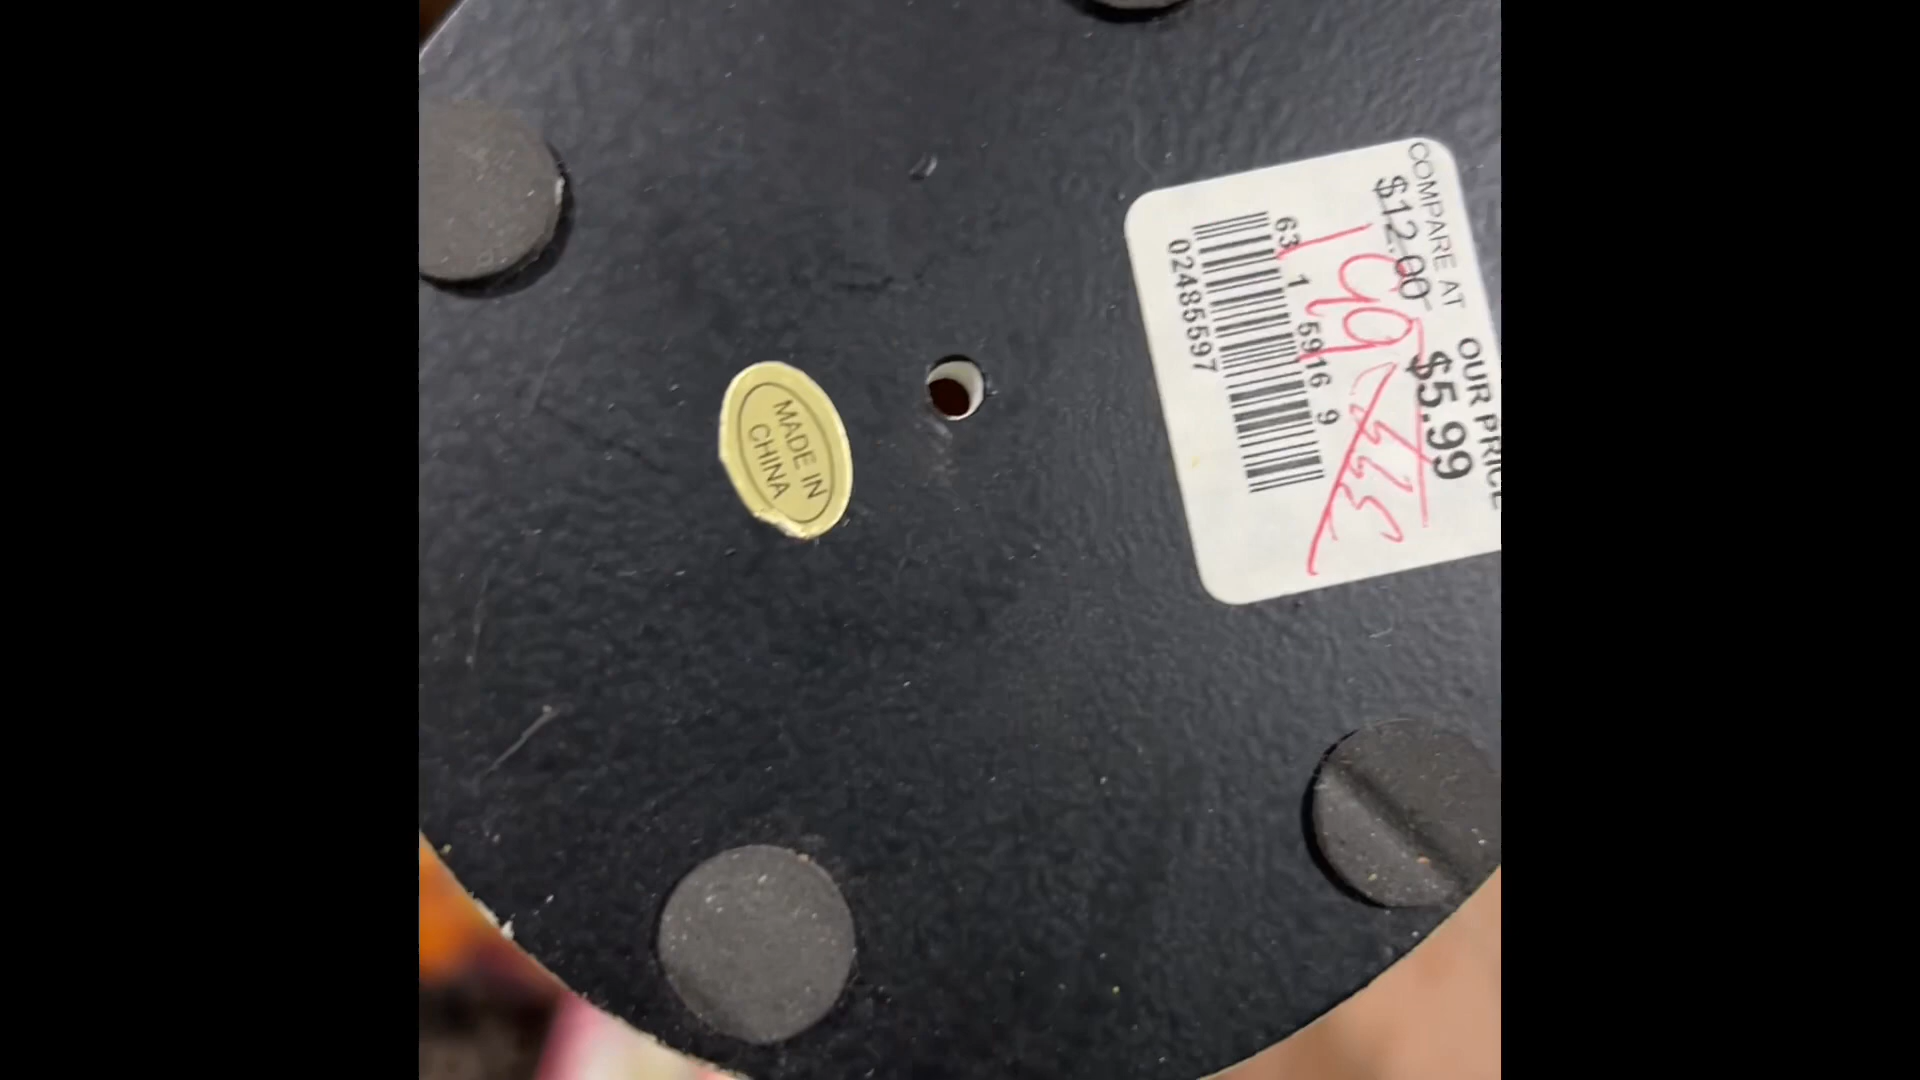 MADE IN
CHINA
COMPARE AT
$12.00
OUR PRICE
$5.99
63 1 5916 9
02485597